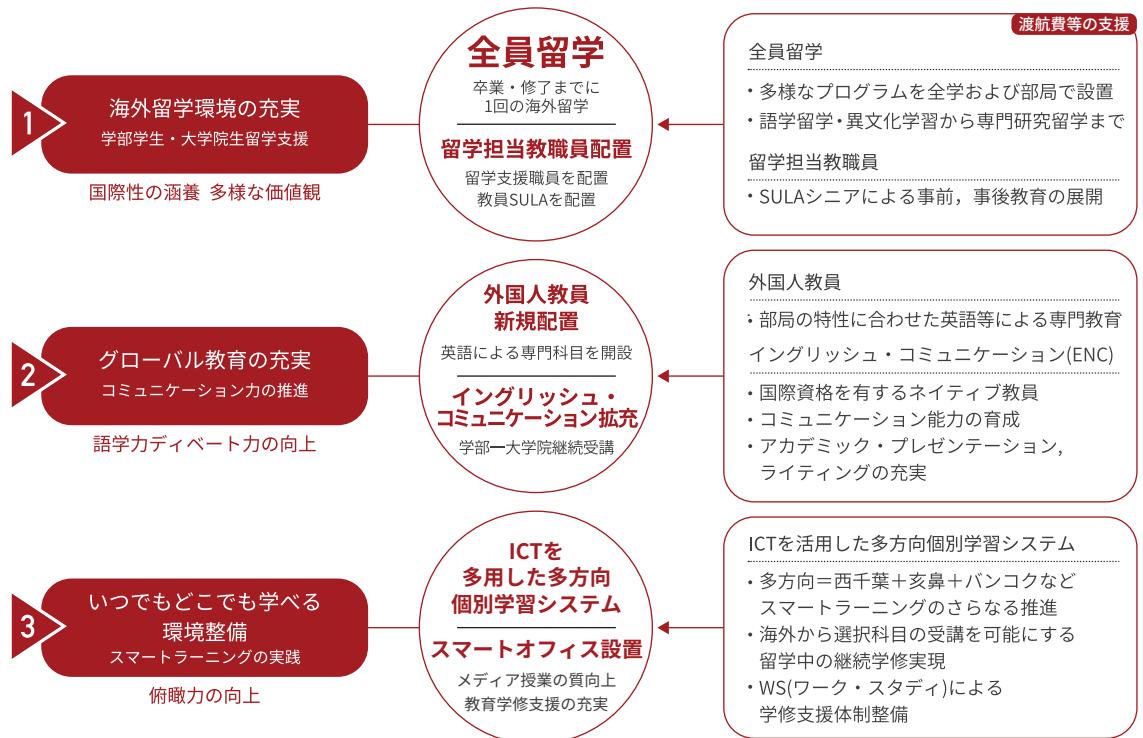 1
海外留学環境の充実
学部学生・大学院生留学支援
国際性の涵養 多様な価値観
全員留学
卒業・修了までに
1回の海外留学
留学担当教職員配置
留学支援職員を配置
教員SULAを配置
渡航費等の支援
全員留学
・多様なプログラムを全学および部局で設置
・語学留学・異文化学習から専門研究留学まで
留学担当教職員
・SULAシニアによる事前，事後教育の展開
2
グローバル教育の充実
コミュニケーション力の推進
語学力ディベート力の向上
外国人教員
新規配置
英語による専門科目を開設
イングリッシュ・
コミュニケーション拡充
学部ー大学院継続受講
外国人教員
・部局の特性に合わせた英語等による専門教育
イングリッシュ・コミュニケーション(ENC)
・国際資格を有するネイティブ教員
・コミュニケーション能力の育成
・アカデミック・プレゼンテーション,
ライティングの充実
3
いつでもどこでも学べる
環境整備
スマートラーニングの実践
俯瞰力の向上
ICTを
多用した多方向
個別学習システム
スマートオフィス設置
メディア授業の質向上
教育学修支援の充実
ICTを活用した多方向個別学習システム
・多方向＝西千葉＋亥鼻＋バンコクなど
スマートラーニングのさらなる推進
・海外から選択科目の受講を可能にする
留学中の継続学修実現
・WS(ワーク・スタディ)による
学修支援体制整備